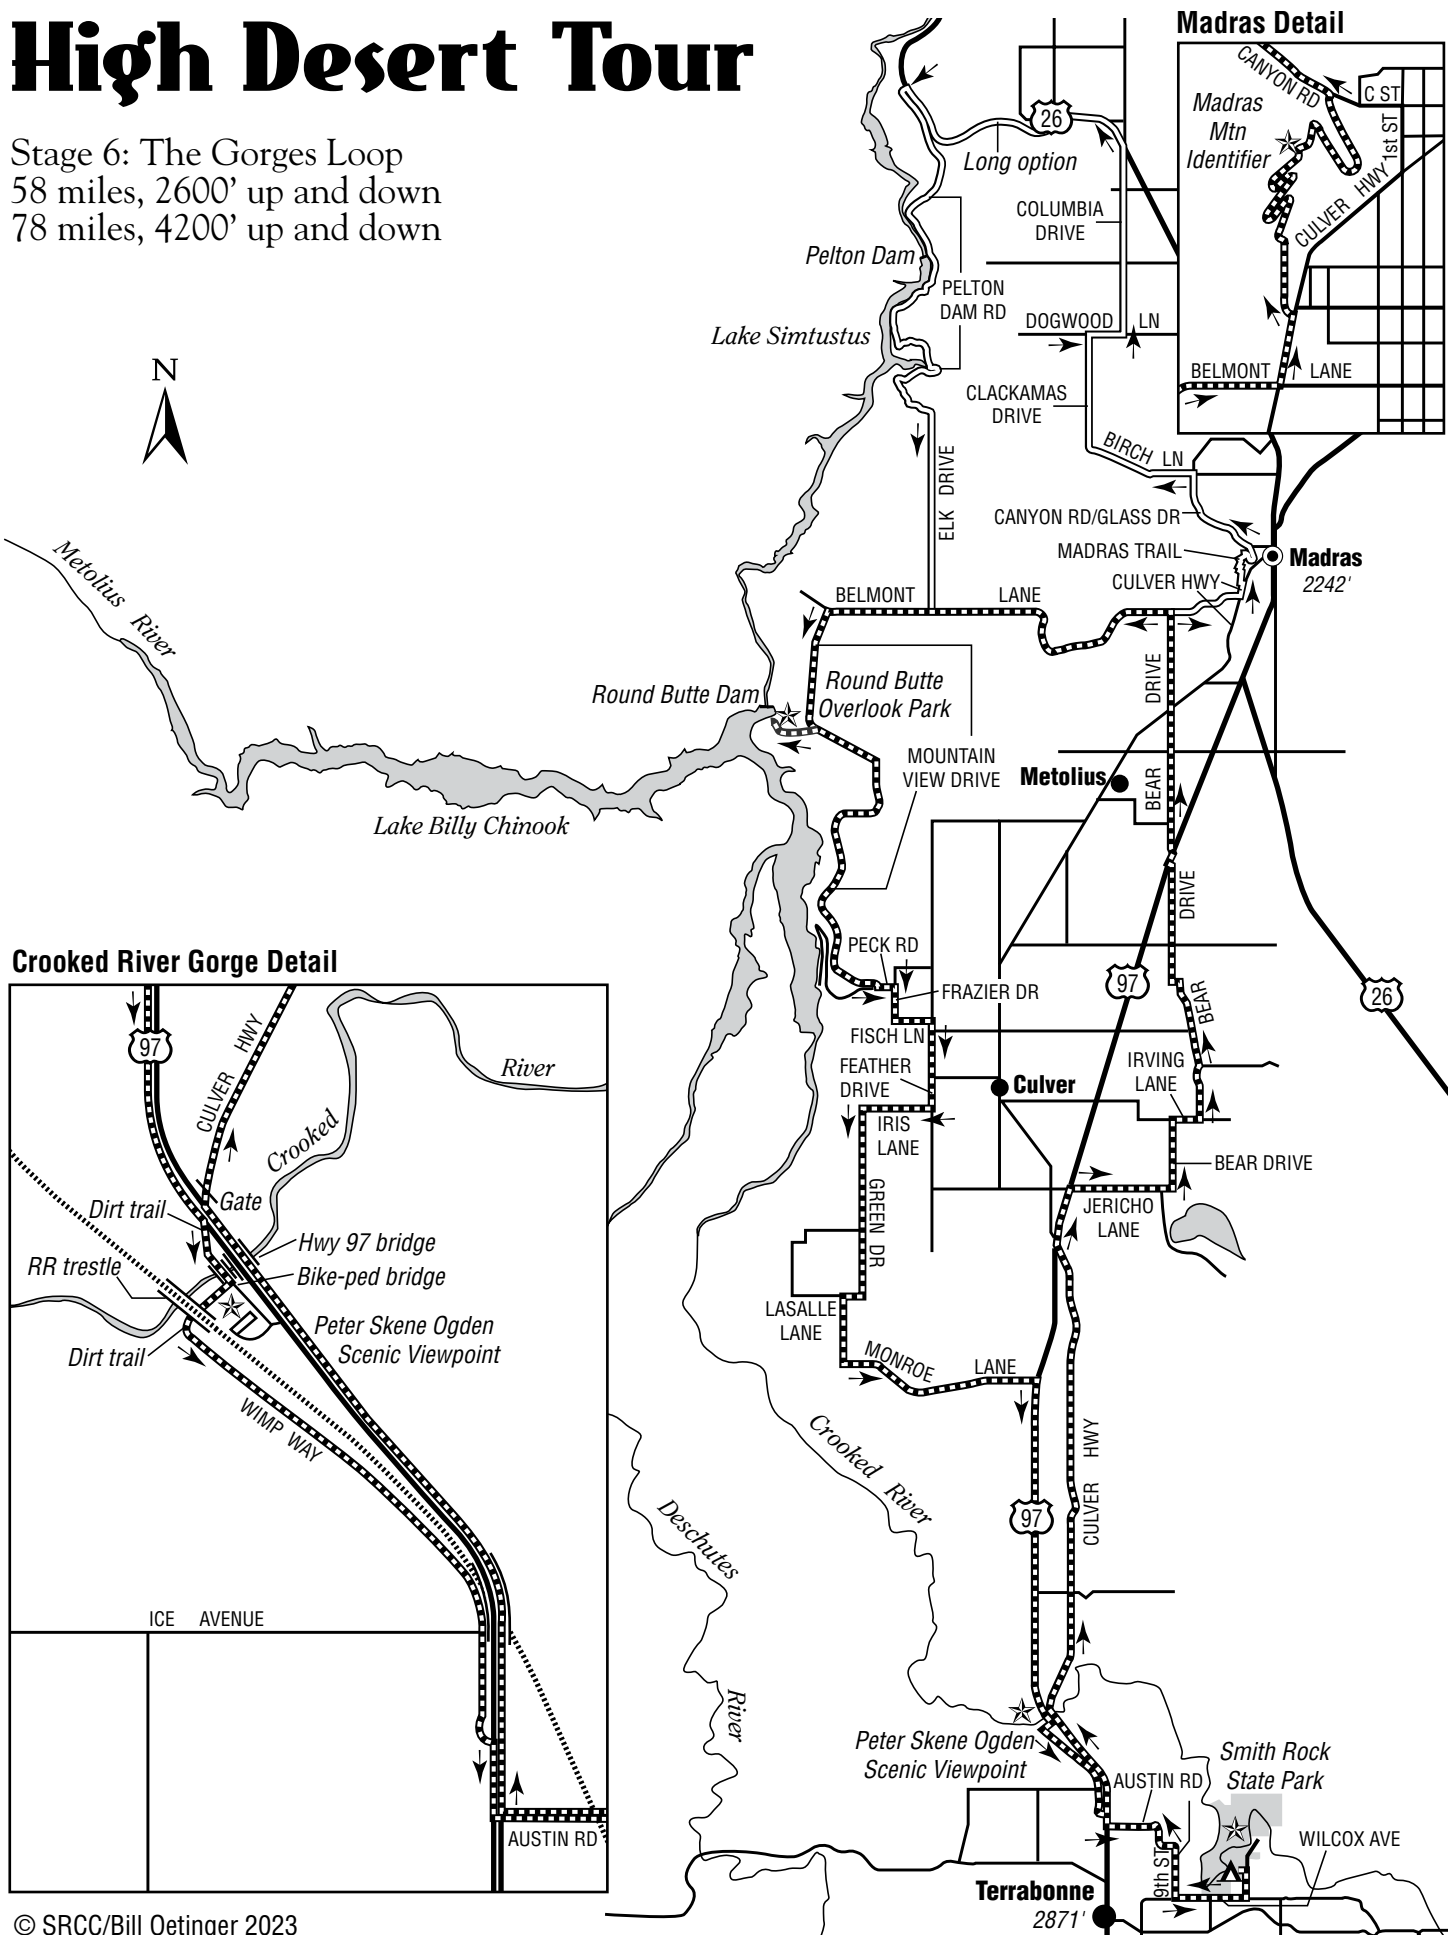 High Desert Tour
Stage 6: The Gorges Loop
58 miles, 2600’ up and down
78 miles, 4200’ up and down
N
Madras Detail
CANYON RD
C ST
1st ST
Madras
Mtn
Identifier
CULVER HWY
BELMONT LANE
26
Long option
COLUMBIA
DRIVE
Pelton Dam
PELTON
DAM RD
DOGWOOD LN
Lake Simtustus
CLACKAMAS
DRIVE
BIRCH LN
ELK DRIVE
CANYON RD/GLASS DR
MADRAS TRAIL
Madras
2242'
CULVER HWY
BELMONT LANE
Metolius River
Round Butte Dam
Round Butte
Overlook Park
DRIVE
MOUNTAIN
VIEW DRIVE
Metolius
BEAR
Lake Billy Chinook
DRIVE
PECK RD
97
26
FRAZIER DR
BEAR
FISCH LN
FEATHER
DRIVE
Culver
IRVING
LANE
IRIS
LANE
BEAR DRIVE
GREEN DR
JERICHO
LANE
LASALLE
LANE
MONROE LANE
Crooked River
CULVER HWY
97
Deschutes
River
Peter Skene Ogden
Scenic Viewpoint
Smith Rock
State Park
AUSTIN RD
WILCOX AVE
9th ST
Terrabonne
2871'
Crooked River Gorge Detail
97
CULVER HWY
River
Crooked
Gate
Dirt trail
Hwy 97 bridge
RR trestle
Bike-ped bridge
Peter Skene Ogden
Scenic Viewpoint
Dirt trail
WIMP WAY
ICE AVENUE
AUSTIN RD
© SRCC/Bill Oetinger 2023